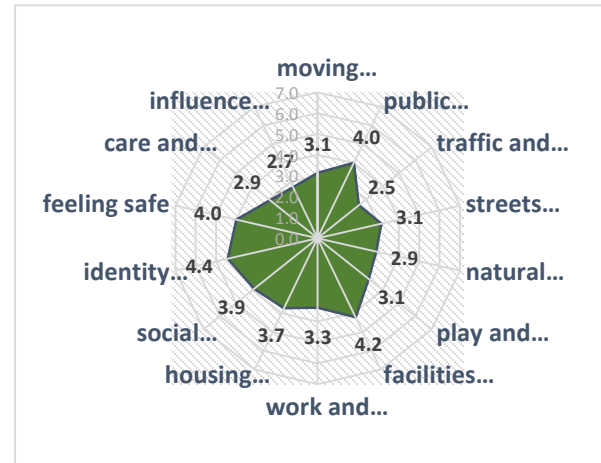 moving...
public...
traffic and...
streets...
natural...
play and...
facilities...
work and...
housing...
social...
identity...
feeling safe
care and...
influence...
7.0
6.0
5.0
4.0
3.0
2.0
1.0
0.0
3.1
4.0
2.5
3.1
2.9
3.1
4.2
3.3
3.7
3.9
4.4
4.0
2.9
2.7